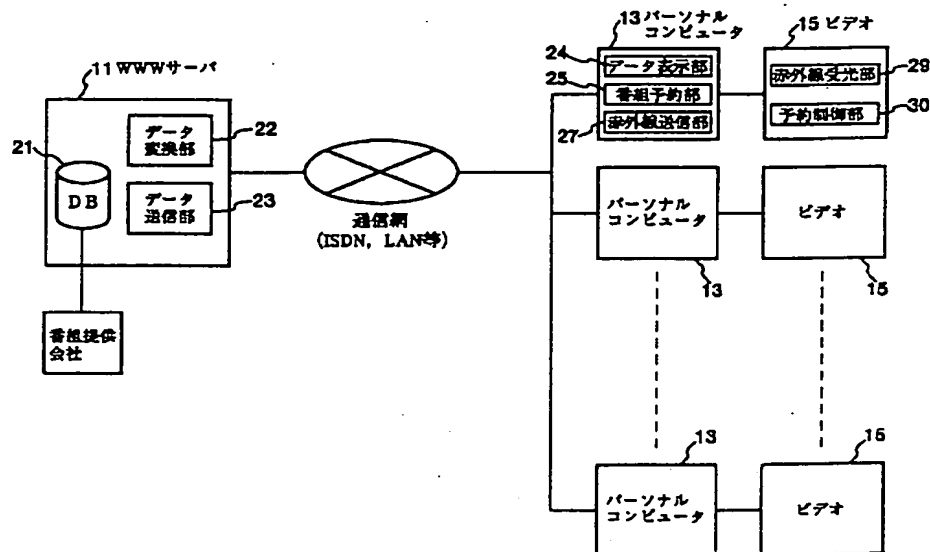 11 WWWサーバ
21
DB
データ
変換部
22
データ
送信部
23
番組提供
会社
通信網
(ISDN, LAN等)
13 パーソナル
コンピュータ
24
データ表示部
25
番組予約部
27
赤外線送信部
15 ビデオ
赤外線受光部
29
予約制御部
30
パーソナル
コンピュータ
13
ビデオ
15
13
パーソナル
コンピュータ
15
ビデオ